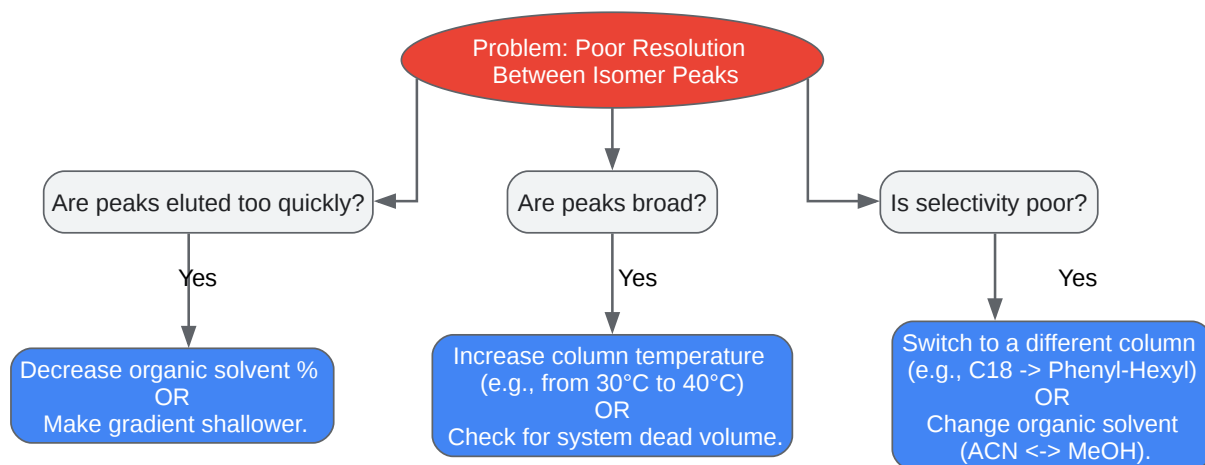 Problem: Poor Resolution
Between Isomer Peaks
Are peaks eluted too quickly?
Are peaks broad?
Is selectivity poor?
Yes
Yes
Yes
Decrease organic solvent %
OR
Make gradient shallower.
Increase column temperature
(e.g., from 30°C to 40°C)
OR
Check for system dead volume.
Switch to a different column
(e.g., C18 -> Phenyl-Hexyl)
OR
Change organic solvent
(ACN <-> MeOH).